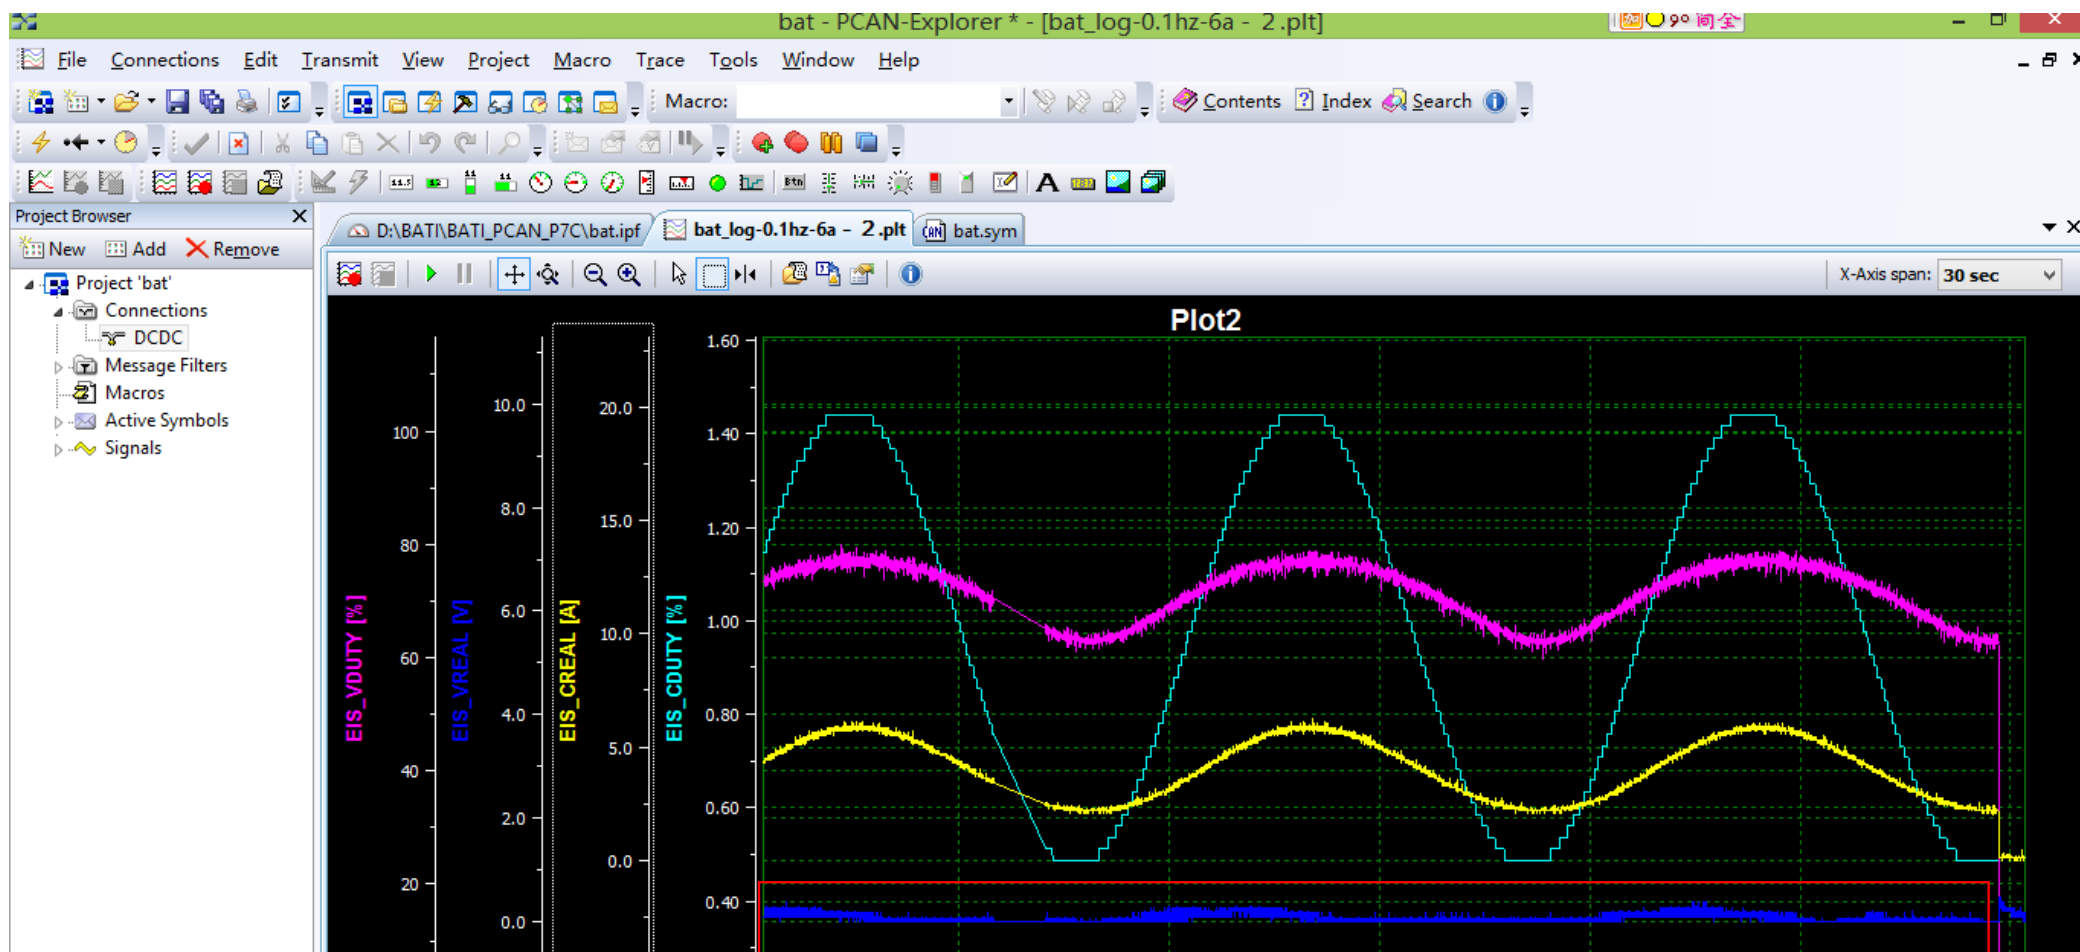 bat - PCAN-Explorer * - [bat_log-0.1hz-6a - 2.plt]
简全
File Connections Edit Transmit View Project Macro Trace Tools Window Help
Macro:
Contents Index Search
Btn
A
Project Browser
New Add Remove
D:\BATI\BATI_PCAN_P7C\bat.ipf
bat_log-0.1hz-6a - 2.plt
bat.sym
Project 'bat'
Connections
DCDC
Message Filters
Macros
Active Symbols
Signals
X-Axis span: 30 sec
Plot2
EIS_VDUTY [%]
100
80
60
40
20
EIS_VREAL [V]
10.0
8.0
6.0
4.0
2.0
0.0
EIS_CREAL [A]
20.0
15.0
10.0
5.0
0.0
EIS_CDUTY [%]
1.60
1.40
1.20
1.00
0.80
0.60
0.40